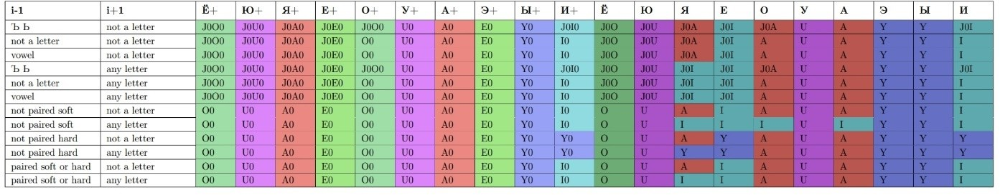 i-1 i+1 Ё+ Ю+ Я+ Е+ О+ У+ А+ Э+ Ы+ И+ Ё Ю Я Е О У А Э Ы И
Ъ Ь not a letter J0O0 J0U0 J0A0 J0E0 J0O0 U0 A0 E0 Y0 J0I0 J0O J0U J0A J0I J0A U A Y Y J0I
not a letter not a letter J0O0 J0U0 J0A0 J0E0 O0 U0 A0 E0 Y0 I0 J0O J0U J0A J0I A U A Y Y I
vowel not a letter J0O0 J0U0 J0A0 J0E0 O0 U0 A0 E0 Y0 I0 J0O J0U J0A J0I A U A Y Y I
Ъ Ь any letter J0O0 J0U0 J0A0 J0E0 J0O0 U0 A0 E0 Y0 J0I0 J0O J0U J0I J0I J0A U A Y Y J0I
not a letter any letter J0O0 J0U0 J0A0 J0E0 O0 U0 A0 E0 Y0 I0 J0O J0U J0I J0I A U A Y Y I
vowel any letter J0O0 J0U0 J0A0 J0E0 O0 U0 A0 E0 Y0 I0 J0O J0U J0I J0I A U A Y Y I
not paired soft not a letter O0 U0 A0 E0 O0 U0 A0 E0 Y0 I0 O U A I A U A Y Y I
not paired soft any letter O0 U0 A0 E0 O0 U0 A0 E0 Y0 I0 O U I I I U I Y Y I
not paired hard not a letter O0 U0 A0 E0 O0 U0 A0 E0 Y0 Y0 O U A Y A U A Y Y Y
not paired hard any letter O0 U0 A0 E0 O0 U0 A0 E0 Y0 Y0 O U Y Y A U A Y Y Y
paired soft or hard not a letter O0 U0 A0 E0 O0 U0 A0 E0 Y0 I0 O U A I A U A Y Y I
paired soft or hard any letter O0 U0 A0 E0 O0 U0 A0 E0 Y0 I0 O U I I A U A Y Y I